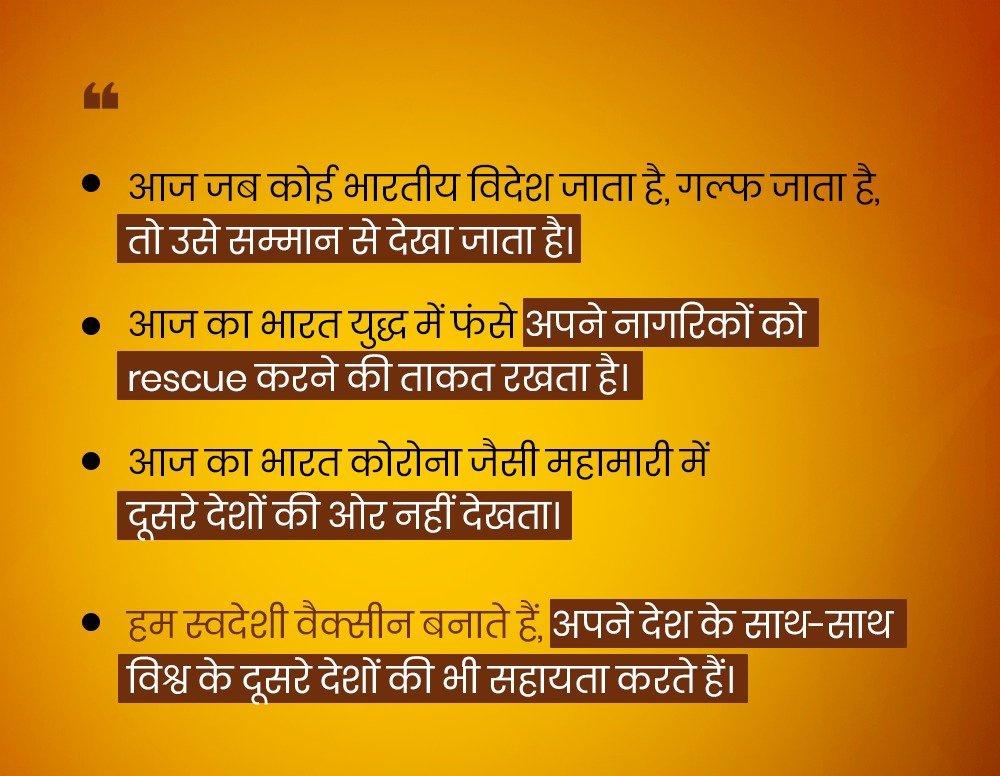 ❝
• आज जब कोई भारतीय विदेश जाता है, गल्फ जाता है,
तो उसे सम्मान से देखा जाता है।
• आज का भारत युद्ध में फंसे अपने नागरिकों को
rescue करने की ताकत रखता है।
• आज का भारत कोरोना जैसी महामारी में
दूसरे देशों की ओर नहीं देखता।
• हम स्वदेशी वैक्सीन बनाते हैं, अपने देश के साथ-साथ
विश्व के दूसरे देशों की भी सहायता करते हैं।